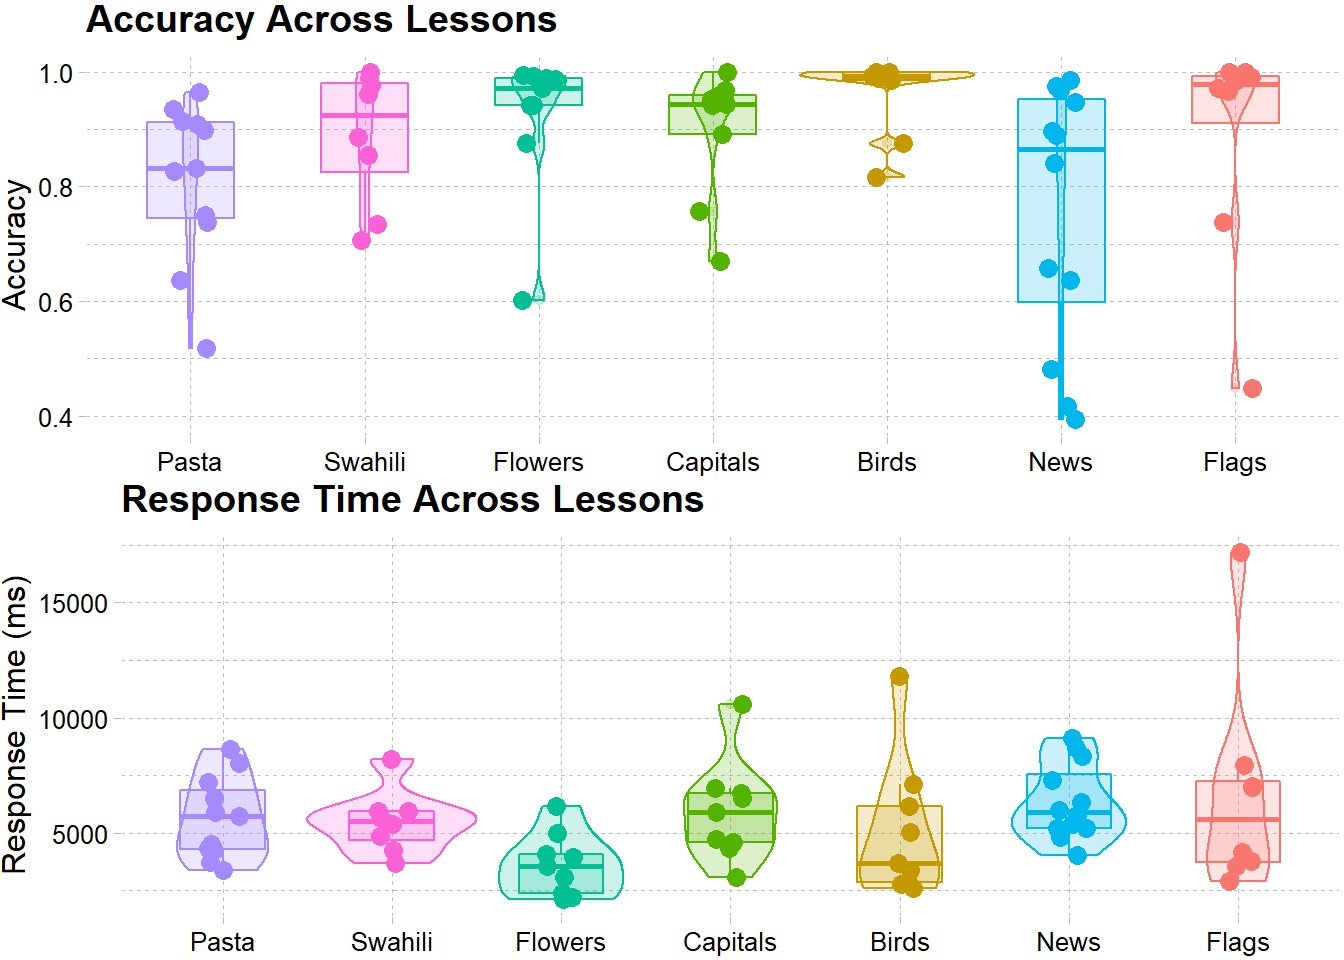 Accuracy Across Lessons
Accuracy
1.0
0.8
0.6
0.4
Pasta Swahili Flowers Capitals Birds News Flags
Response Time Across Lessons
Response Time (ms)
15000
10000
5000
Pasta Swahili Flowers Capitals Birds News Flags